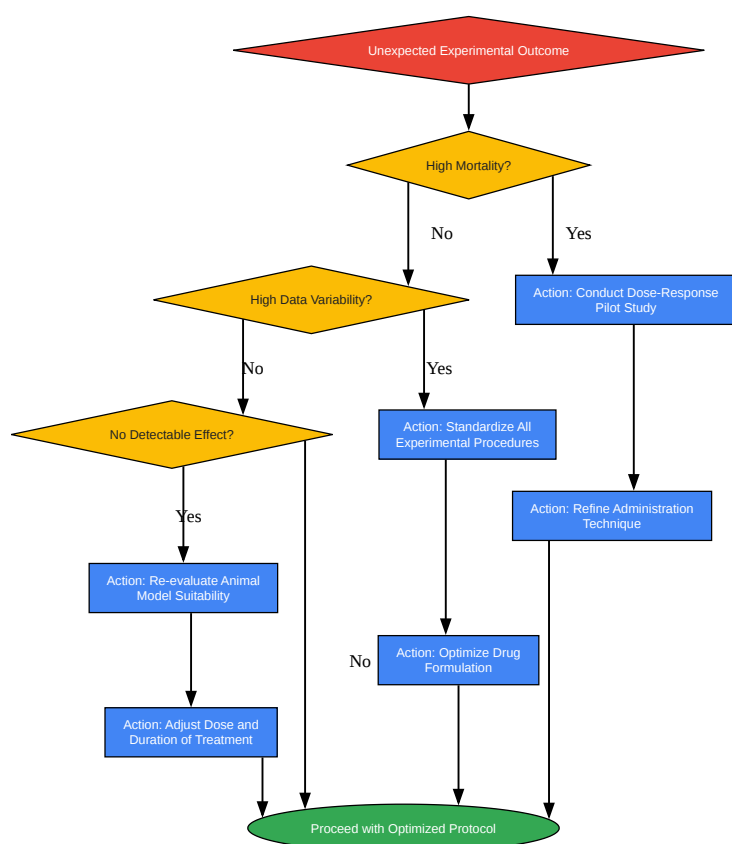 Unexpected Experimental Outcome
High Mortality?
No
Yes
High Data Variability?
Action: Conduct Dose-Response
Pilot Study
No
Yes
No Detectable Effect?
Action: Standardize All
Experimental Procedures
Yes
Action: Refine Administration
Technique
Action: Re-evaluate Animal
Model Suitability
No
Action: Optimize Drug
Formulation
Action: Adjust Dose and
Duration of Treatment
Proceed with Optimized Protocol